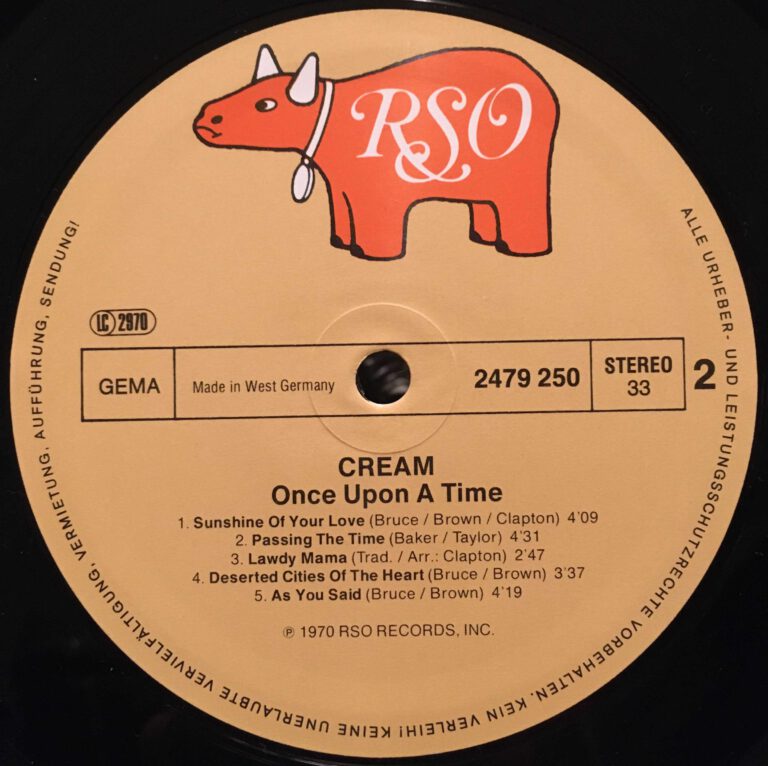 RSO
ALLE URHEBER- UND LEISTUNGSSCHUTZRECHTE VORBEHALTEN. KEIN VERLEIH! KEINE UNERLAUBTE VERVIELFÄLTIGUNG, VERMIETUNG, AUFFÜHRUNG, SENDUNG!
LC 2970
GEMA
Made in West Germany
2479 250
STEREO
33
2
CREAM
Once Upon A Time
1. Sunshine Of Your Love (Bruce / Brown / Clapton) 4'09
2. Passing The Time (Baker / Taylor) 4'31
3. Lawdy Mama (Trad. / Arr.: Clapton) 2'47
4. Deserted Cities Of The Heart (Bruce / Brown) 3'37
5. As You Said (Bruce / Brown) 4'19
℗ 1970 RSO RECORDS, INC.